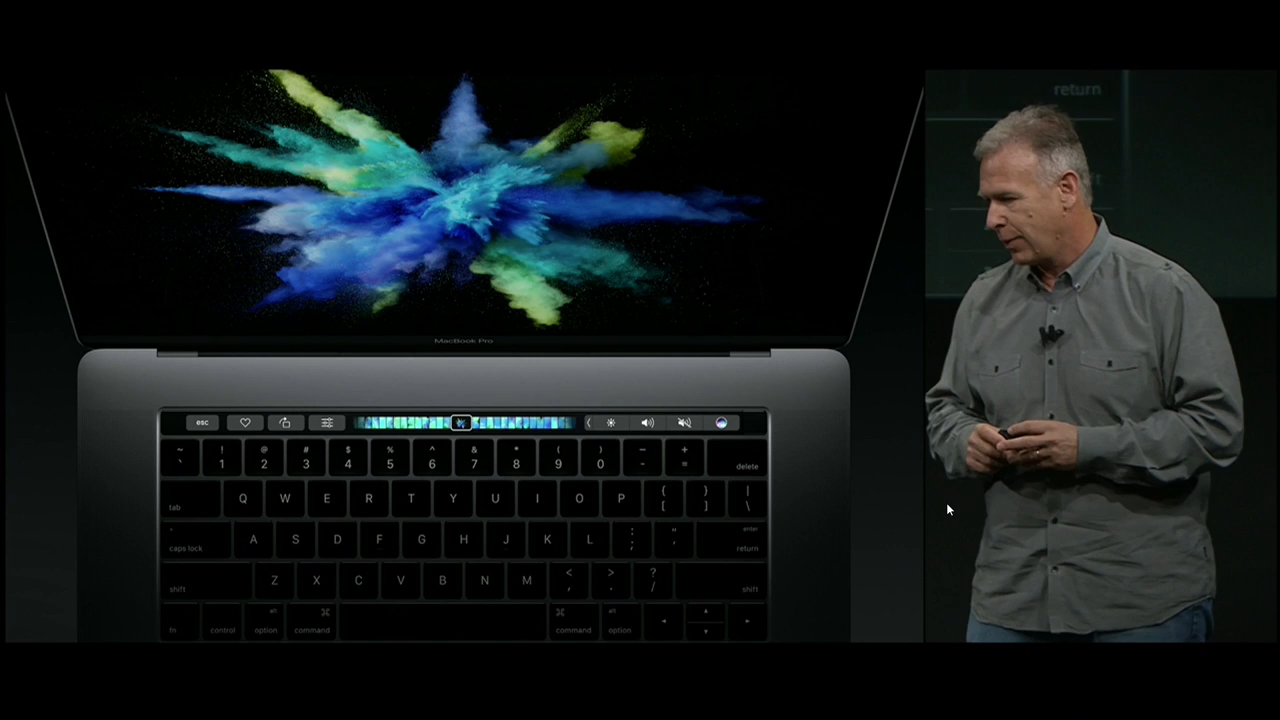 return
MacBook Pro
esc
~ ! @ # $ % ^ & * ( ) _ +
` 1 2 3 4 5 6 7 8 9 0 - = delete
tab Q W E R T Y U I O P { [ } ] | \
caps lock A S D F G H J K L : ; " ' enter return
shift Z X C V B N M < , > . ? / shift
fn control alt option ⌘ command ⌘ command alt option